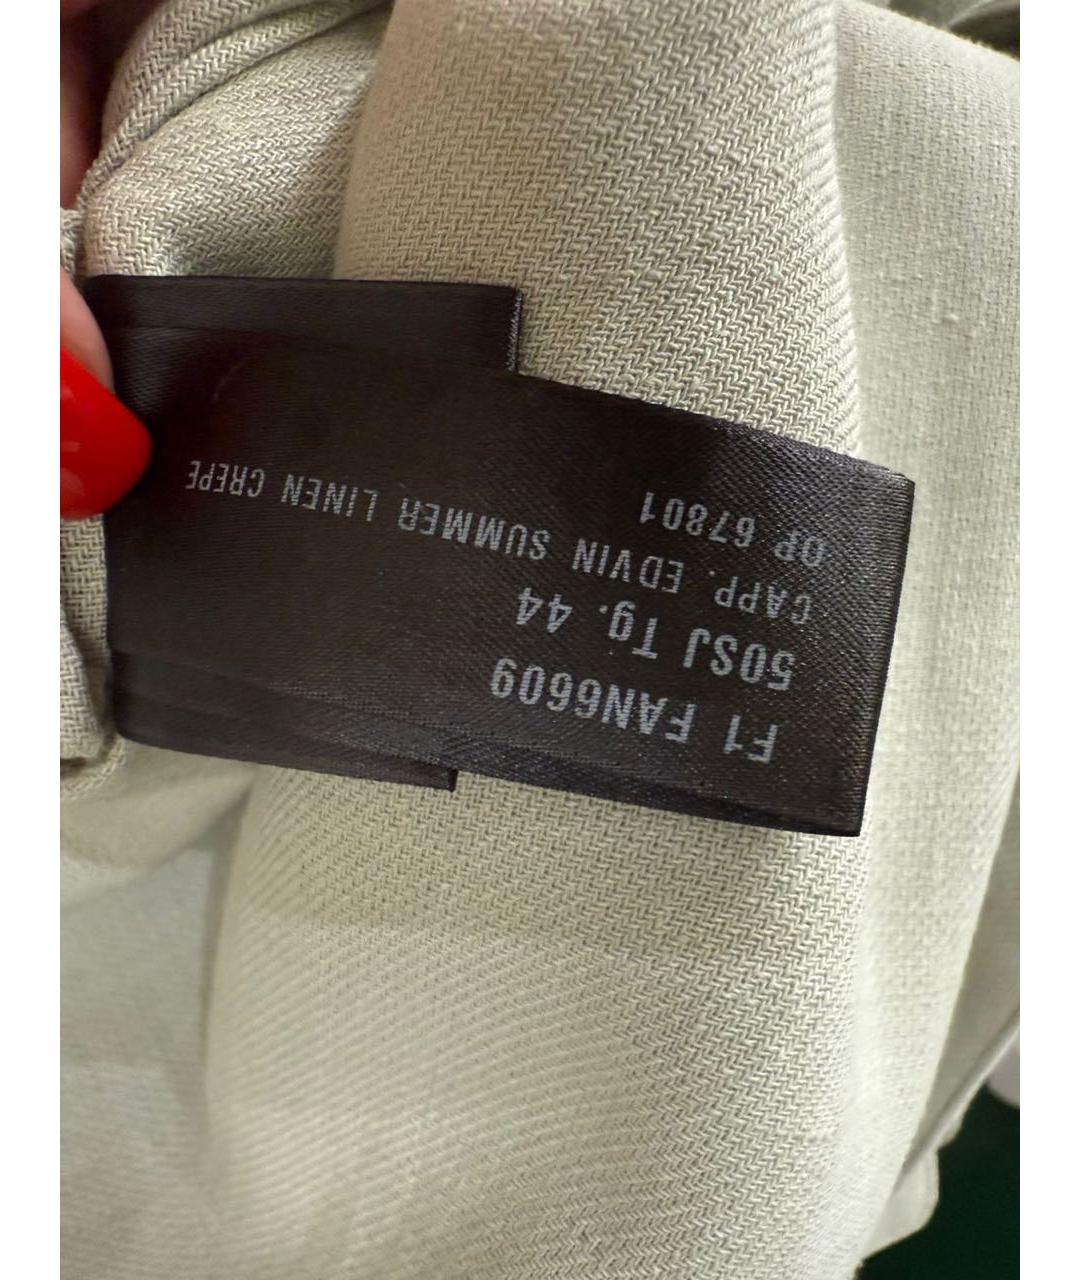 F1 FAN6609
50SJ Tg. 44
CAPP. EDVIN SUMMER LINEN CREPE
OP 67801